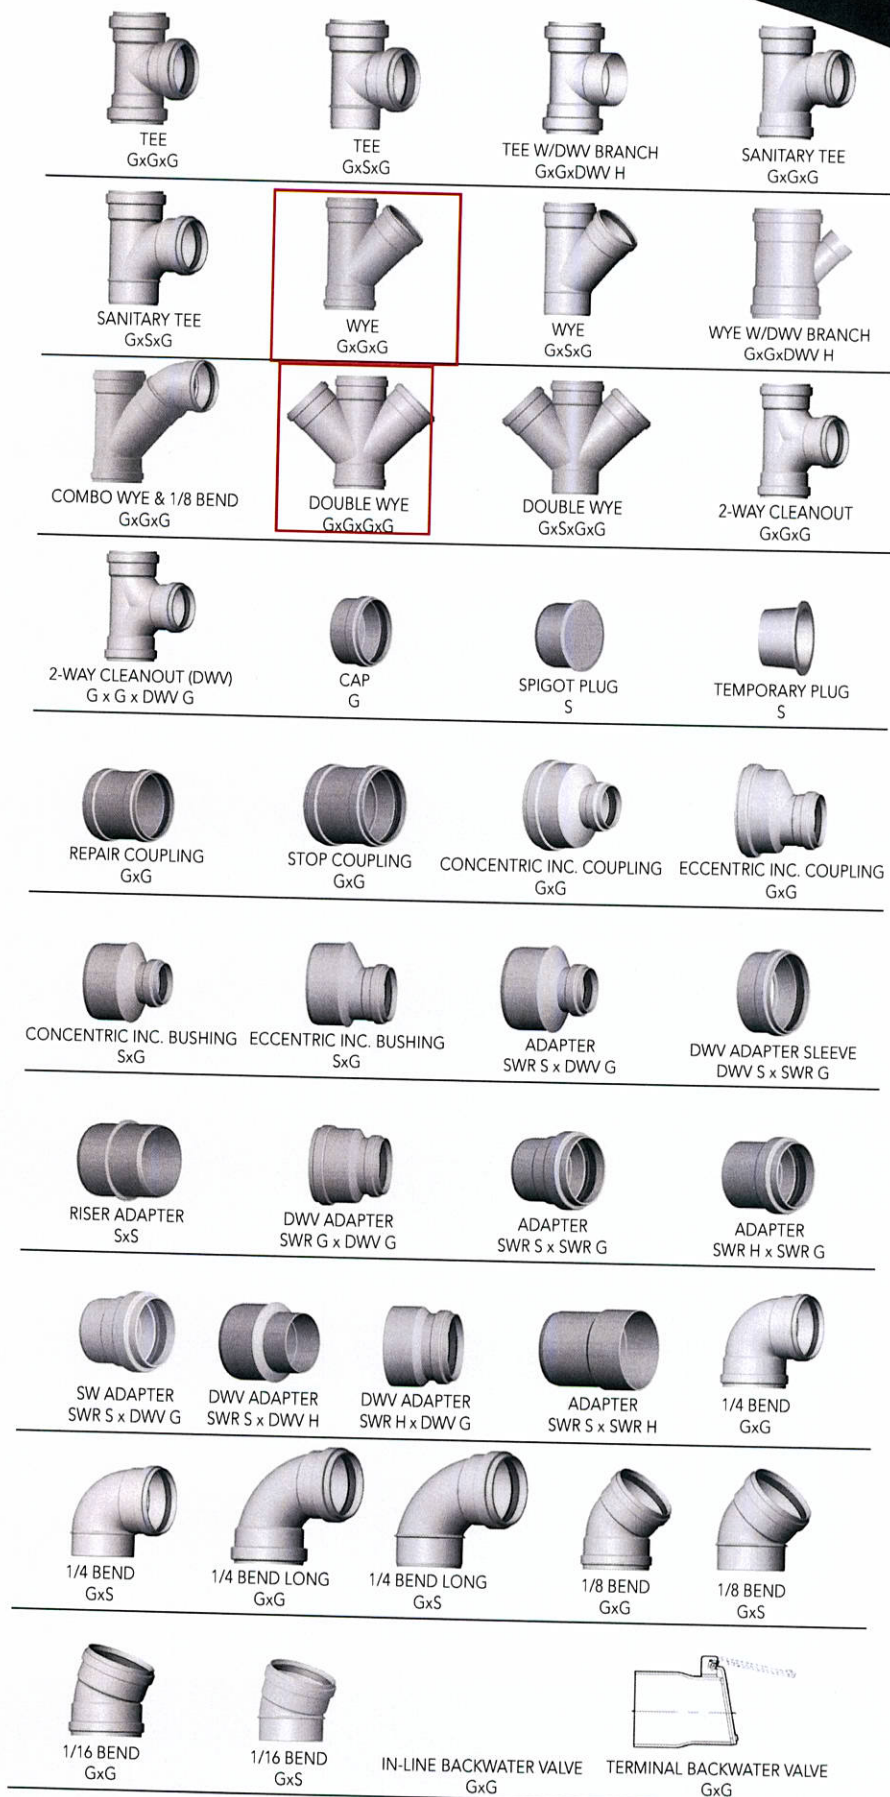 TEE
GxGxG
TEE
GxSxG
TEE W/DWV BRANCH
GxGxDWV H
SANITARY TEE
GxGxG
SANITARY TEE
GxSxG
WYE
GxGxG
WYE
GxSxG
WYE W/DWV BRANCH
GxGxDWV H
COMBO WYE & 1/8 BEND
GxGxG
DOUBLE WYE
GxGxGxG
DOUBLE WYE
GxSxGxG
2-WAY CLEANOUT
GxGxG
2-WAY CLEANOUT (DWV)
G x G x DWV G
CAP
G
SPIGOT PLUG
S
TEMPORARY PLUG
S
REPAIR COUPLING
GxG
STOP COUPLING
GxG
CONCENTRIC INC. COUPLING
GxG
ECCENTRIC INC. COUPLING
GxG
CONCENTRIC INC. BUSHING
SxG
ECCENTRIC INC. BUSHING
SxG
ADAPTER
SWR S x DWV G
DWV ADAPTER SLEEVE
DWV S x SWR G
RISER ADAPTER
SxS
DWV ADAPTER
SWR G x DWV G
ADAPTER
SWR S x SWR G
ADAPTER
SWR H x SWR G
SW ADAPTER
SWR S x DWV G
DWV ADAPTER
SWR S x DWV H
DWV ADAPTER
SWR H x DWV G
ADAPTER
SWR S x SWR H
1/4 BEND
GxG
1/4 BEND
GxS
1/4 BEND LONG
GxG
1/4 BEND LONG
GxS
1/8 BEND
GxG
1/8 BEND
GxS
1/16 BEND
GxG
1/16 BEND
GxS
IN-LINE BACKWATER VALVE
GxG
TERMINAL BACKWATER VALVE
GxG